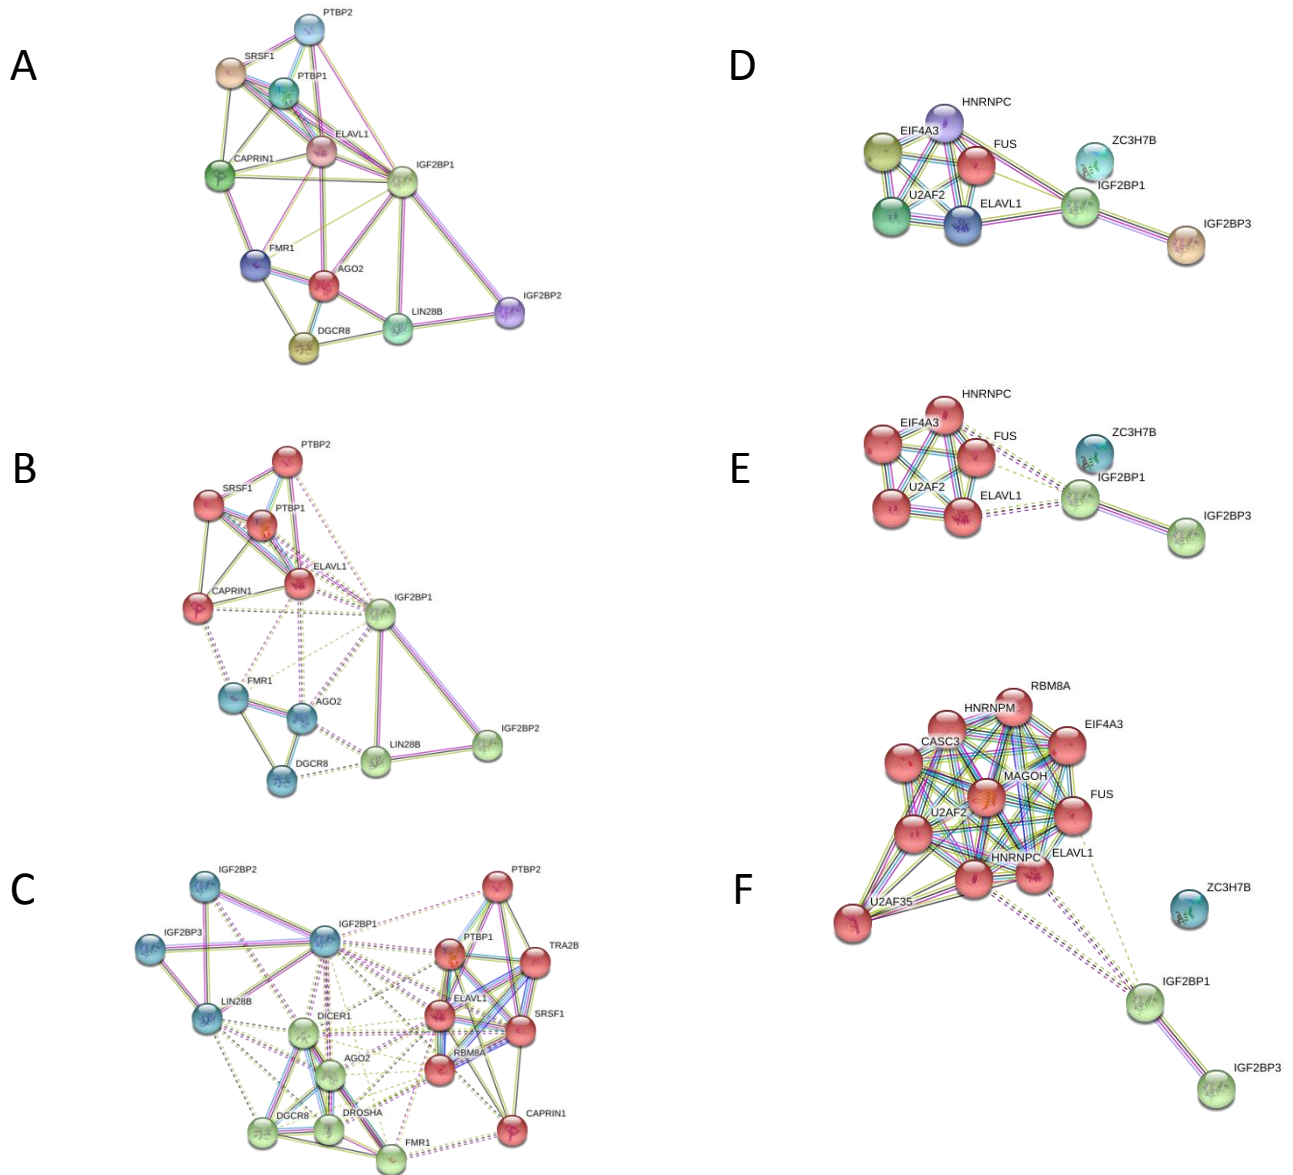 A
PTBP2
SRSF1
PTBP1
ELAVL1
CAPRIN1
IGF2BP1
FMR1
AGO2
IGF2BP2
LIN28B
DGCR8
B
PTBP2
SRSF1
PTBP1
ELAVL1
CAPRIN1
IGF2BP1
FMR1
AGO2
IGF2BP2
LIN28B
DGCR8
C
IGF2BP2
PTBP2
IGF2BP1
IGF2BP3
PTBP1
TRA2B
LIN28B
ELAVL1
DICER1
SRSF1
AGO2
RBM8A
DGCR8
DROSHA
CAPRIN1
FMR1
D
HNRNPC
EIF4A3
FUS
ZC3H7B
U2AF2
ELAVL1
IGF2BP1
IGF2BP3
E
HNRNPC
EIF4A3
FUS
ZC3H7B
U2AF2
ELAVL1
IGF2BP1
IGF2BP3
F
RBM8A
HNRNPM
EIF4A3
CASC3
MAGOH
FUS
U2AF2
HNRNPC
ELAVL1
ZC3H7B
U2AF35
IGF2BP1
IGF2BP3